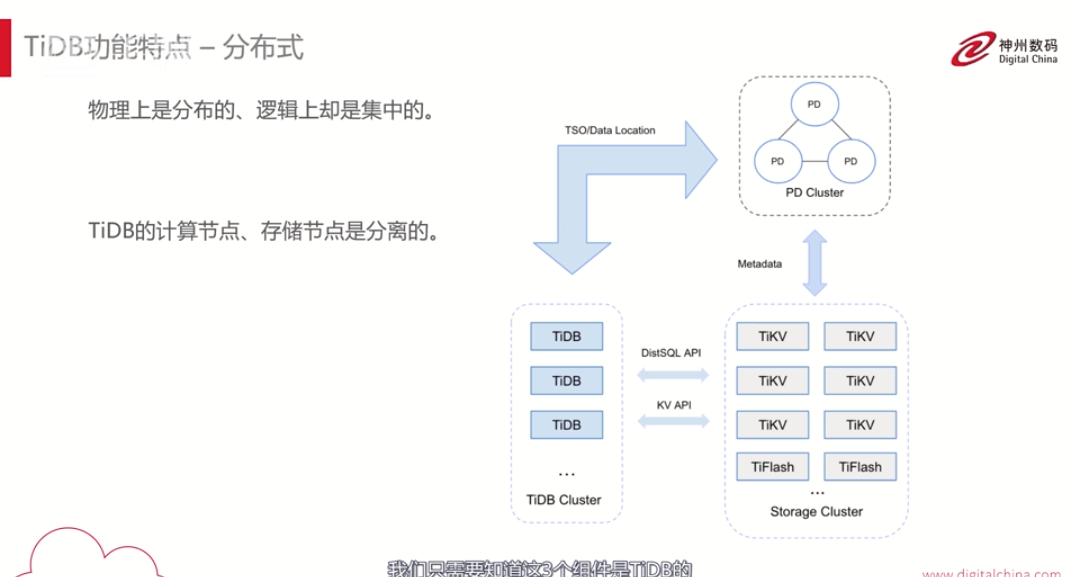 TiDB功能特点 – 分布式
神州数码
Digital China
物理上是分布的、逻辑上却是集中的。
TiDB的计算节点、存储节点是分离的。
TSO/Data Location
PD
PD
PD
PD Cluster
Metadata
TiDB
TiDB
TiDB
...
TiDB Cluster
DistSQL API
KV API
TiKV
TiKV
TiKV
TiKV
TiKV
TiKV
TiFlash
TiFlash
...
Storage Cluster
我们只需要知道这3个组件是TiDB的
www.digitalchina.com